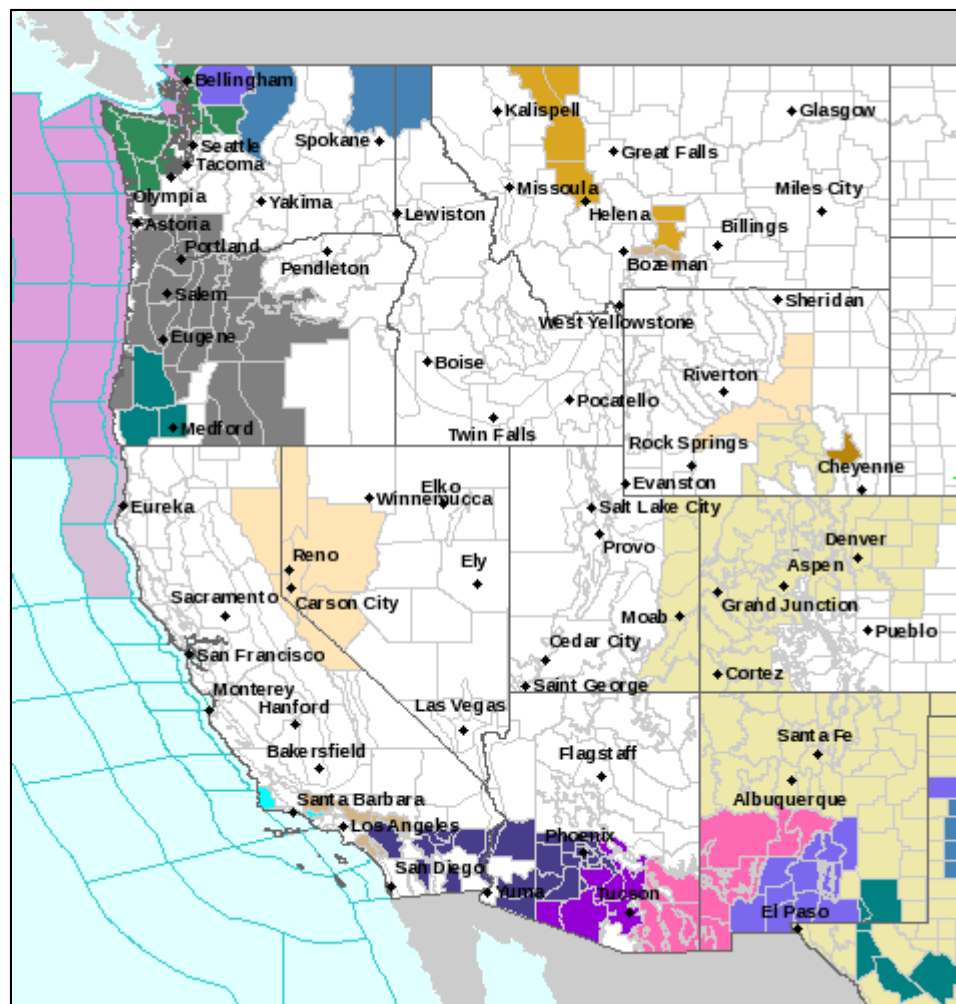 Bellingham
Kalispell
Glasgow
Spokane
Seattle
Great Falls
Tacoma
Missoula
Miles City
Olympia
Yakima
Lewiston
Helena
Astoria
Billings
Portland
Pendleton
Bozeman
Salem
Sheridan
West Yellowstone
Eugene
Boise
Riverton
Pocatello
Medford
Twin Falls
Rock Springs
Cheyenne
Elko
Evanston
Winnemucca
Eureka
Salt Lake City
Denver
Provo
Reno
Ely
Aspen
Sacramento
Carson City
Grand Junction
Moab
Pueblo
Cedar City
San Francisco
Cortez
Saint George
Monterey
Hanford
Las Vegas
Santa Fe
Bakersfield
Flagstaff
Santa Barbara
Albuquerque
Los Angeles
Phoenix
San Diego
Yuma
Tucson
El Paso